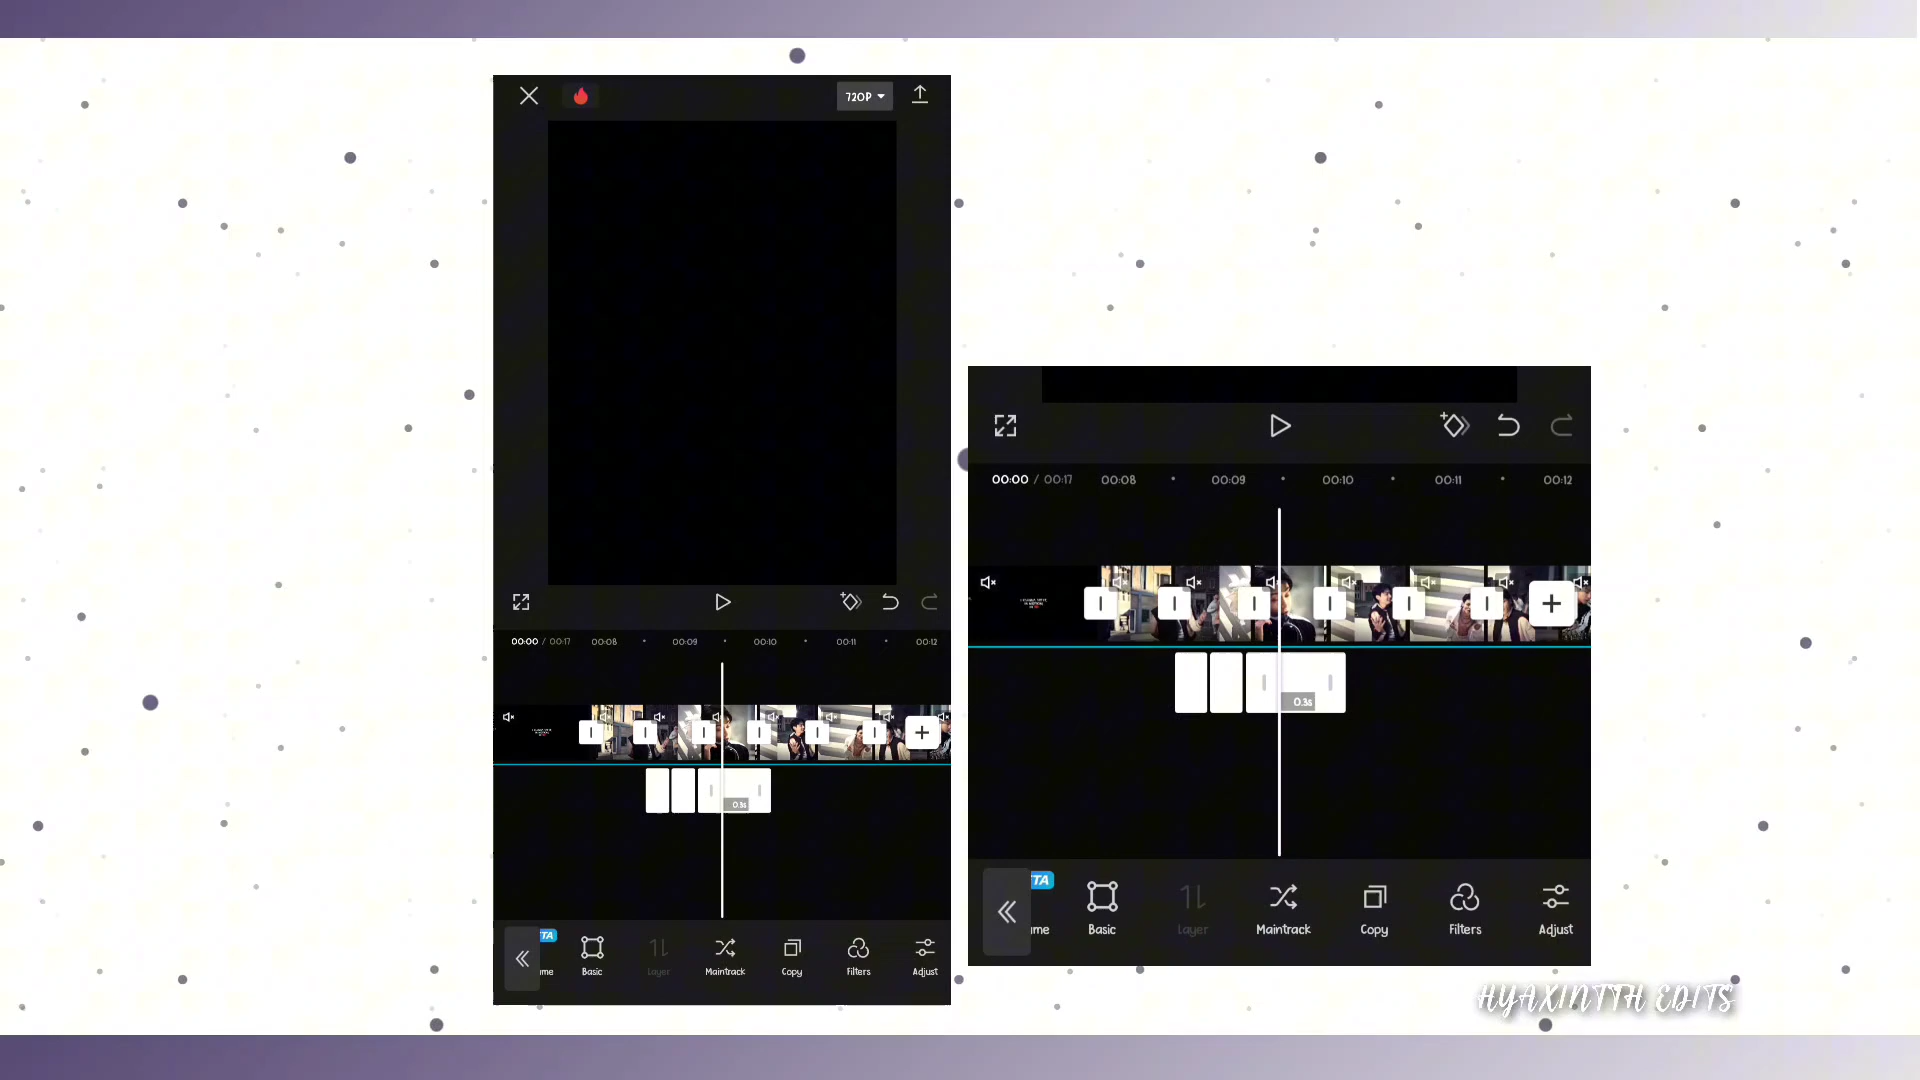 720P
00:00 / 00:17 00:08 00:09 00:10 00:11 00:12
0.3s
TA
me Basic Layer Maintrack Copy Filters Adjust
00:00 / 00:17 00:08 00:09 00:10 00:11 00:12
0.3s
TA
me Basic Layer Maintrack Copy Filters Adjust
HYAXINTTH EDITS